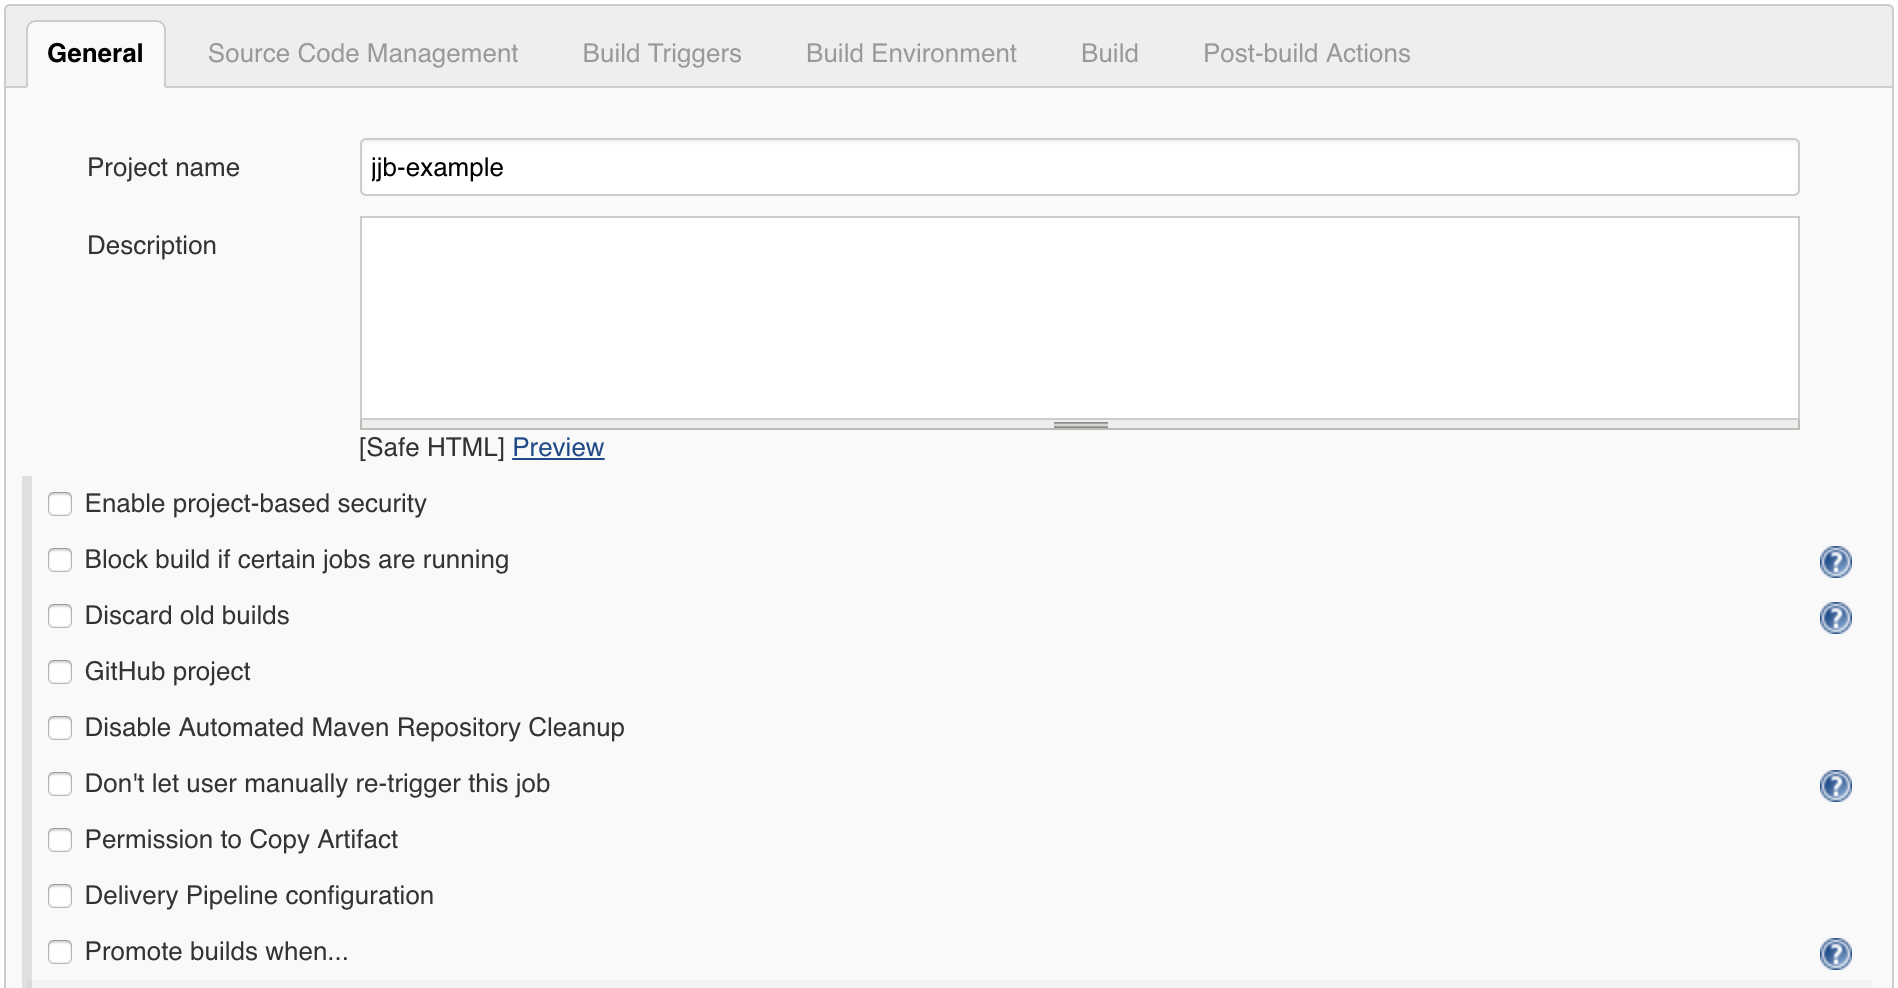 General Source Code Management Build Triggers Build Environment Build Post-build Actions
Project name jjb-example
Description
[Safe HTML] Preview
Enable project-based security
Block build if certain jobs are running ?
Discard old builds ?
GitHub project
Disable Automated Maven Repository Cleanup
Don't let user manually re-trigger this job ?
Permission to Copy Artifact
Delivery Pipeline configuration
Promote builds when... ?